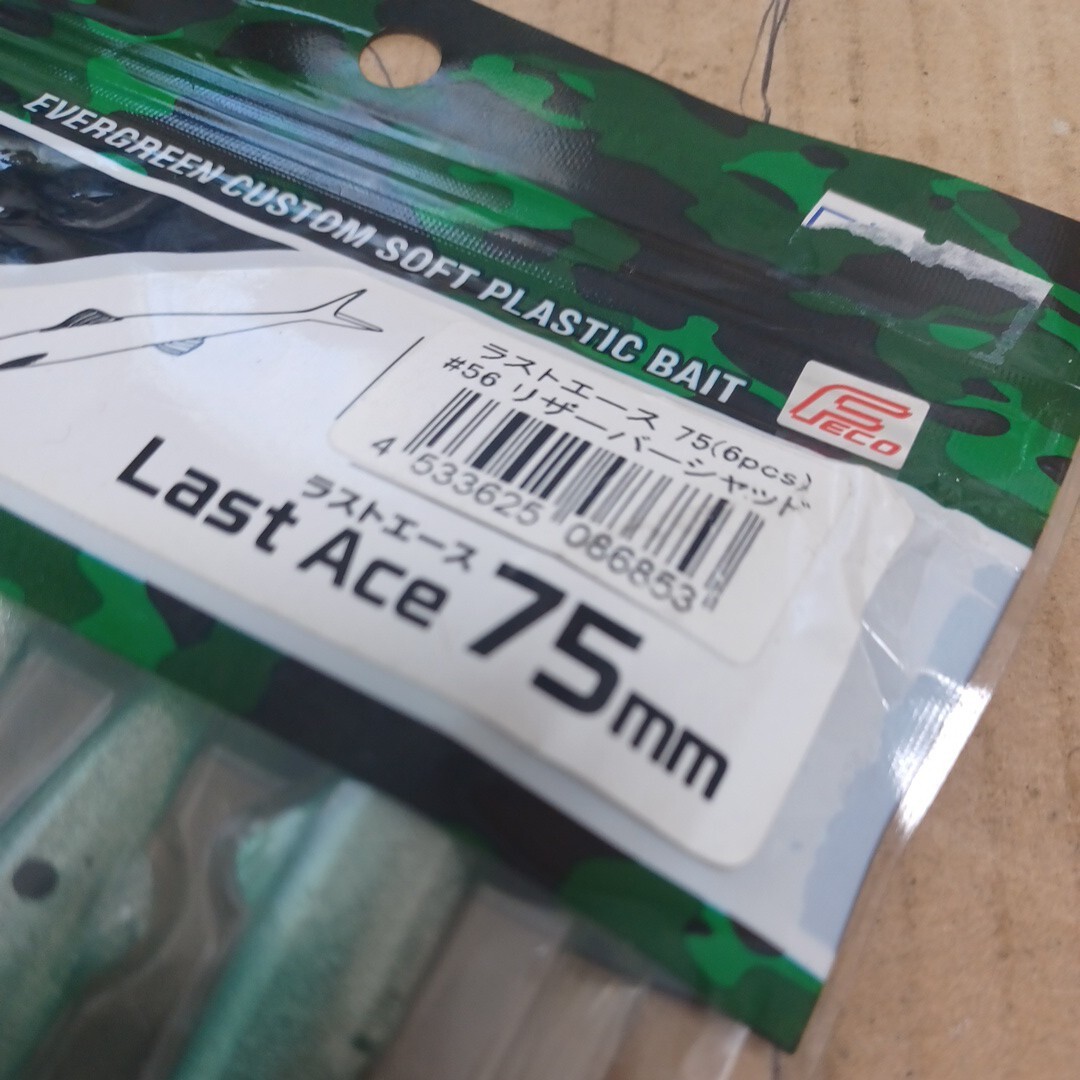 EVERGREEN CUSTOM SOFT PLASTIC BAIT
ラストエース 75(6pcs)
#56 リザーバーシャッド
4 533625 086853
PECO
ラストエース
Last Ace 75mm